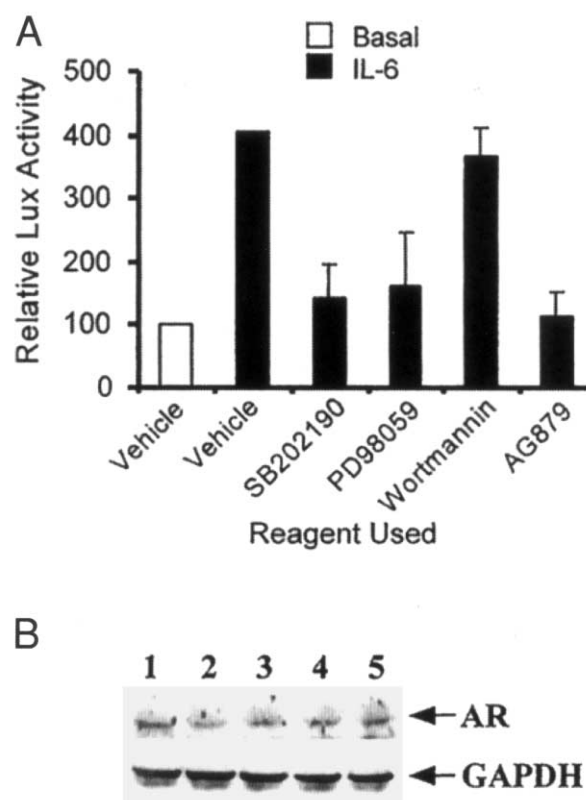 A
Basal
IL-6
Relative Lux Activity
500
400
300
200
100
0
Vehicle
Vehicle
SB202190
PD98059
Wortmannin
AG879
Reagent Used
B
1 2 3 4 5
AR
GAPDH